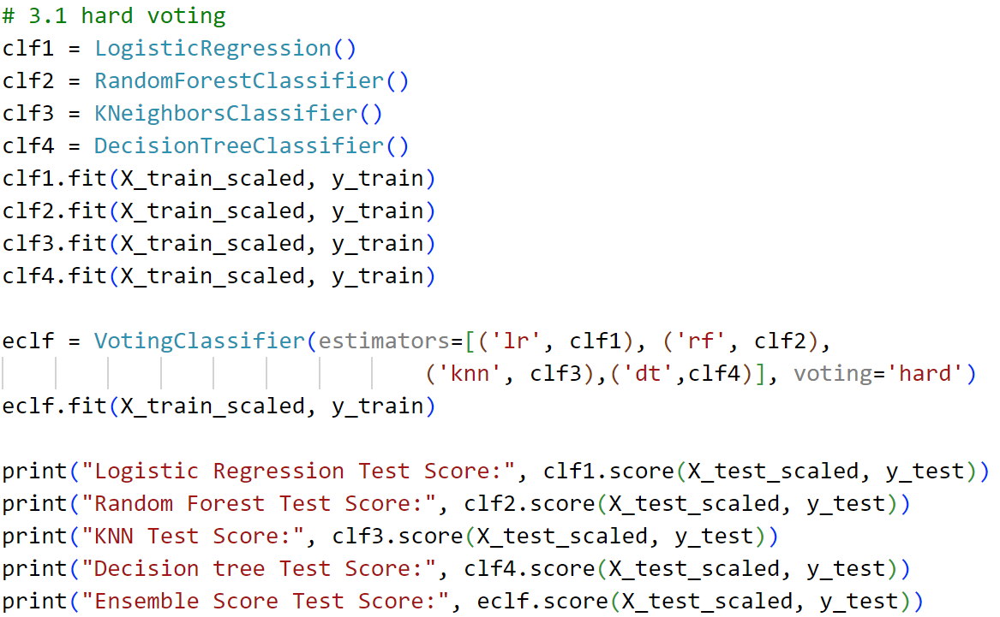 # 3.1 hard voting
clf1 = LogisticRegression()
clf2 = RandomForestClassifier()
clf3 = KNeighborsClassifier()
clf4 = DecisionTreeClassifier()
clf1.fit(X_train_scaled, y_train)
clf2.fit(X_train_scaled, y_train)
clf3.fit(X_train_scaled, y_train)
clf4.fit(X_train_scaled, y_train)

eclf = VotingClassifier(estimators=[('lr', clf1), ('rf', clf2),
                                ('knn', clf3),('dt',clf4)], voting='hard')
eclf.fit(X_train_scaled, y_train)

print("Logistic Regression Test Score:", clf1.score(X_test_scaled, y_test))
print("Random Forest Test Score:", clf2.score(X_test_scaled, y_test))
print("KNN Test Score:", clf3.score(X_test_scaled, y_test))
print("Decision tree Test Score:", clf4.score(X_test_scaled, y_test))
print("Ensemble Score Test Score:", eclf.score(X_test_scaled, y_test))